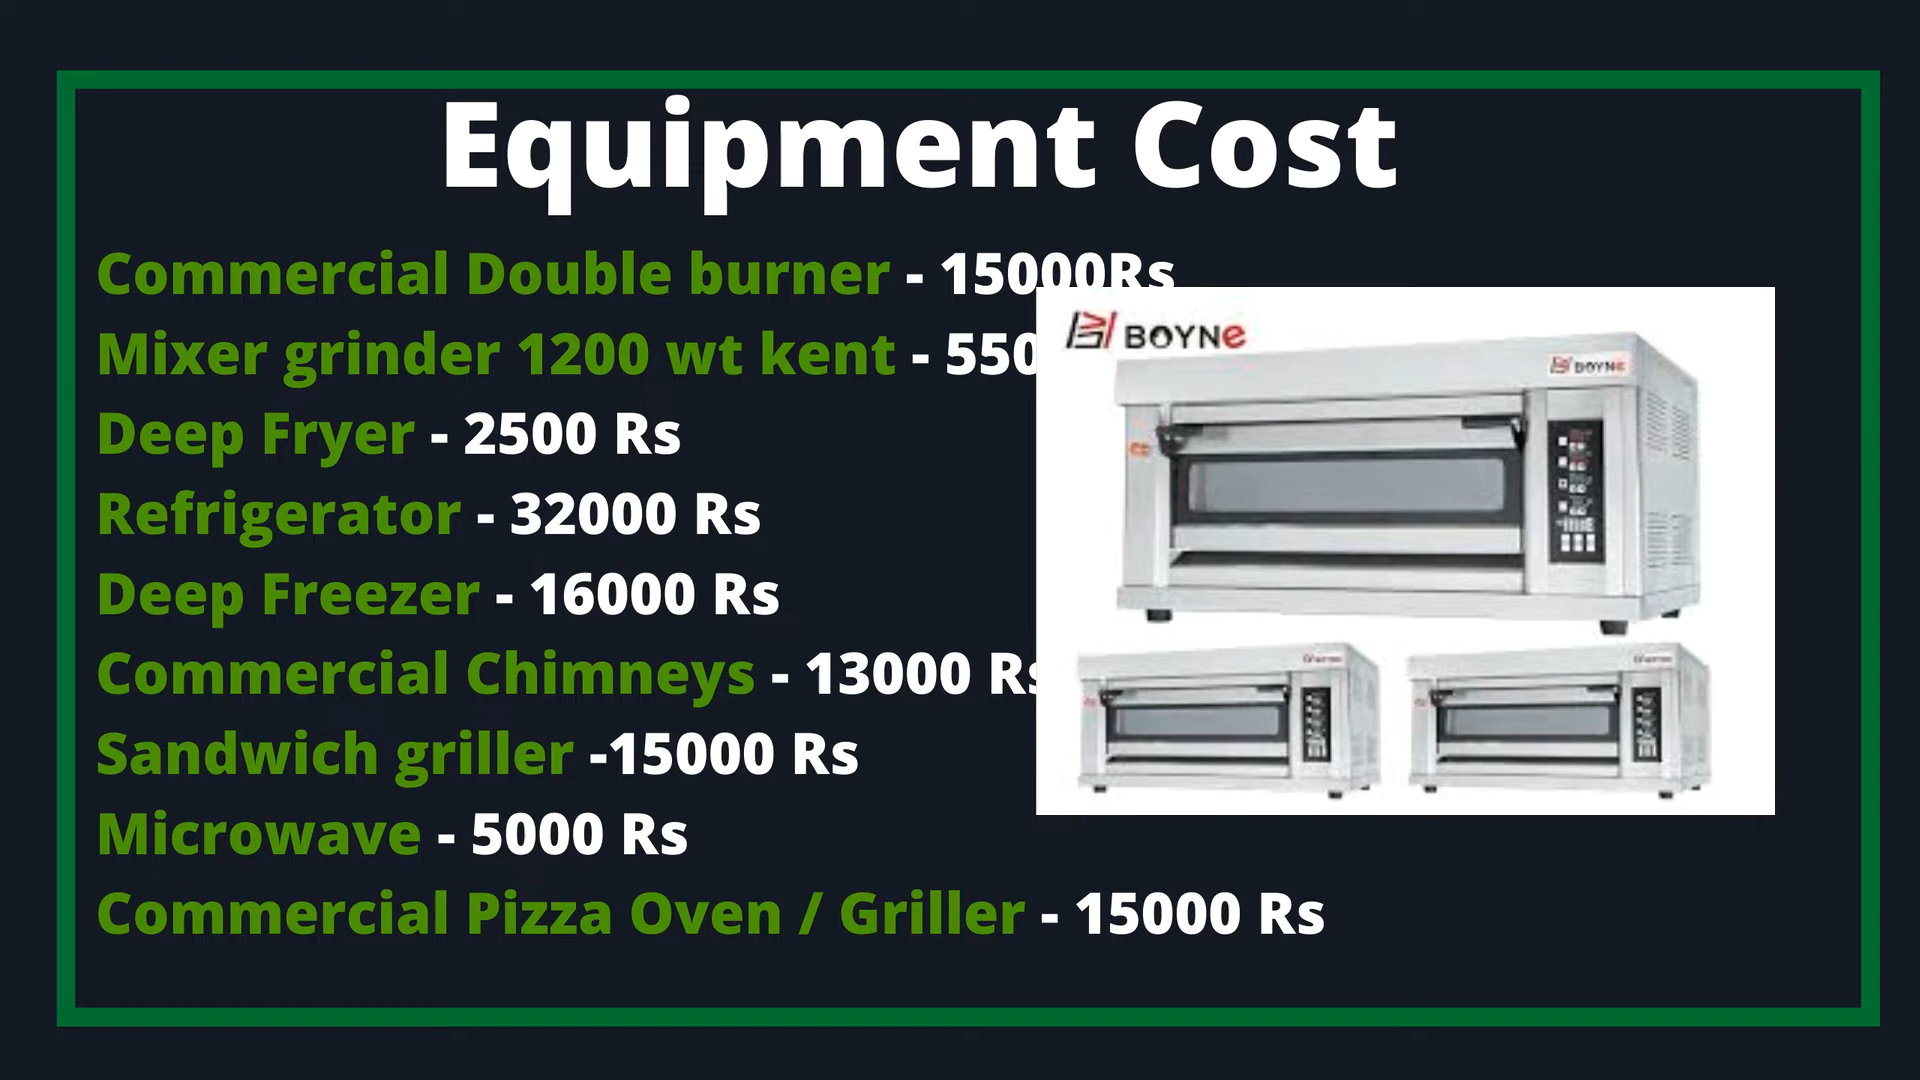 Equipment Cost
Commercial Double burner - 15000Rs
Mixer grinder 1200 wt kent - 550
Deep Fryer - 2500 Rs
Refrigerator - 32000 Rs
Deep Freezer - 16000 Rs
Commercial Chimneys - 13000 Rs
Sandwich griller -15000 Rs
Microwave - 5000 Rs
Commercial Pizza Oven / Griller - 15000 Rs
BOYNe
BOYNe